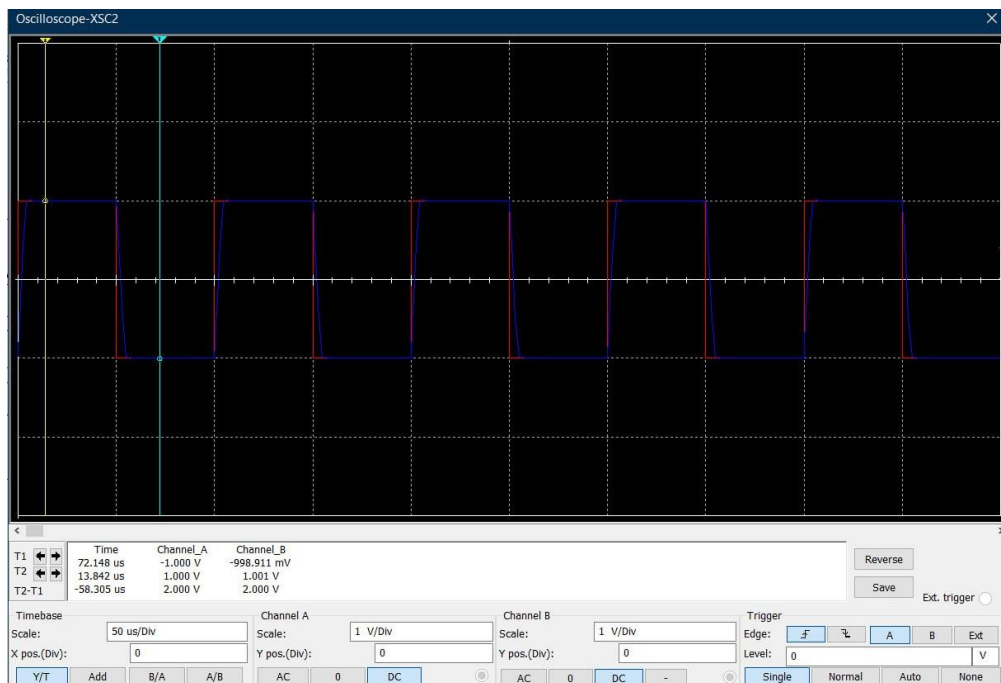 Oscilloscope-XSC2
1
T1
T2
T2-T1
Time Channel_A Channel_B
72.148 us -1.000 V -998.911 mV
13.842 us 1.000 V 1.001 V
-58.305 us 2.000 V 2.000 V
Reverse
Save
Ext. trigger
Timebase
Scale: 50 us/Div
X pos.(Div): 0
Y/T Add B/A A/B
Channel A
Scale: 1 V/Div
Y pos.(Div): 0
AC 0 DC
Channel B
Scale: 1 V/Div
Y pos.(Div): 0
AC 0 DC -
Trigger
Edge: A B Ext
Level: 0 V
Single Normal Auto None